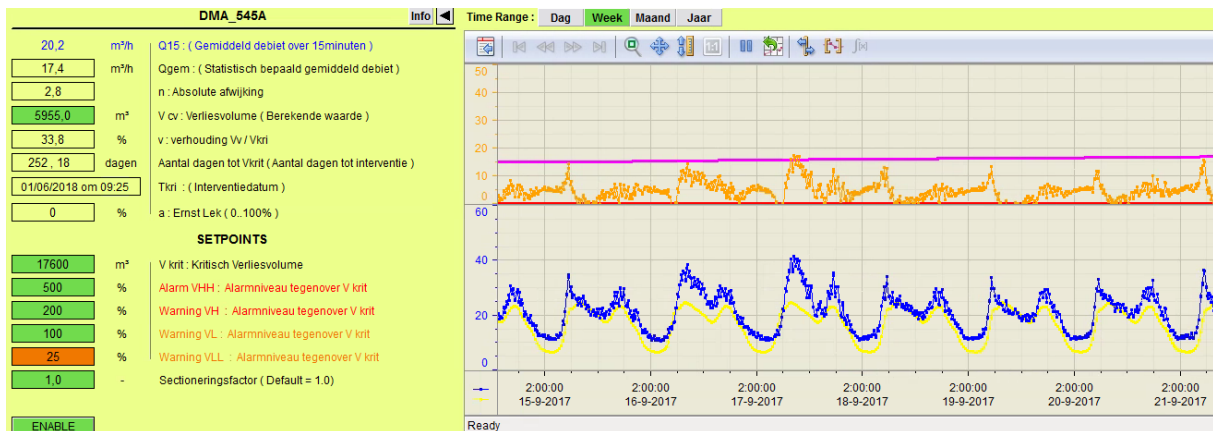 DMA_545A Info
20,2 m³/h Q15 : ( Gemiddeld debiet over 15minuten )
17,4 m³/h Qgem : ( Statistisch bepaald gemiddeld debiet )
2,8 n : Absolute afwijking
5955,0 m³ V cv : Verliesvolume ( Berekende waarde )
33,8 % v : verhouding Vv / Vkri
252 , 18 dagen Aantal dagen tot Vkrit ( Aantal dagen tot interventie )
01/06/2018 om 09:25 Tkri : ( Interventiedatum )
0 % a : Ernst Lek ( 0..100% )
SETPOINTS
17600 m³ V krit : Kritisch Verliesvolume
500 % Alarm VHH : Alarmniveau tegenover V krit
200 % Warning VH : Alarmniveau tegenover V krit
100 % Warning VL : Alarmniveau tegenover V krit
25 % Warning VLL : Alarmniveau tegenover V krit
1,0 - Sectioneringsfactor ( Default = 1.0)
ENABLE
Time Range : Dag Week Maand Jaar
50
40
30
20
10
0
60
40
20
0
2:00:00 2:00:00 2:00:00 2:00:00 2:00:00 2:00:00 2:00:00
15-9-2017 16-9-2017 17-9-2017 18-9-2017 19-9-2017 20-9-2017 21-9-2017
Ready